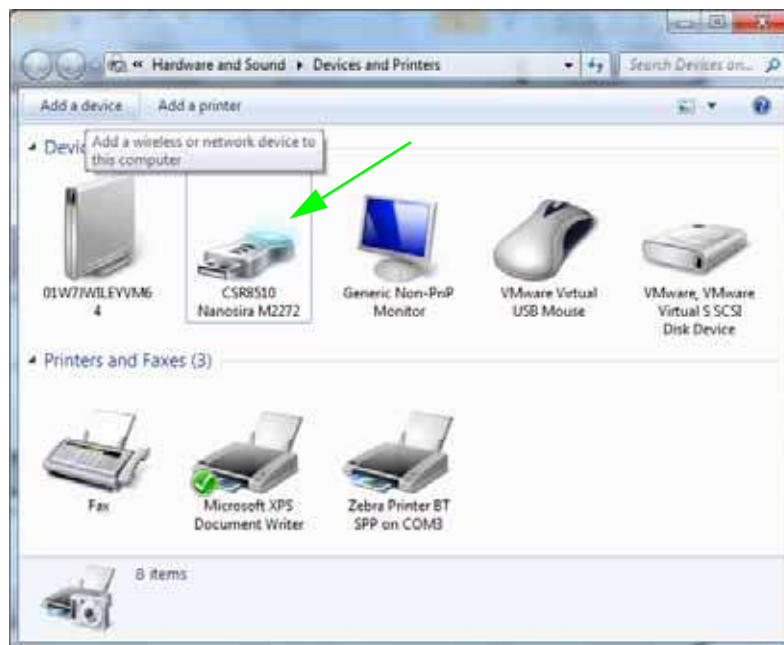 « Hardware and Sound ▸ Devices and Printers
Search Devices an...
Add a device Add a printer
Devic
Add a wireless or network device to
this computer
CSR8510
Nanosira M2272
Generic Non-PnP
Monitor
VMware Virtual
USB Mouse
VMware, VMware
Virtual S SCSI
Disk Device
Printers and Faxes (3)
Fax
Microsoft XPS
Document Writer
Zebra Printer BT
SPP on COM3
8 items